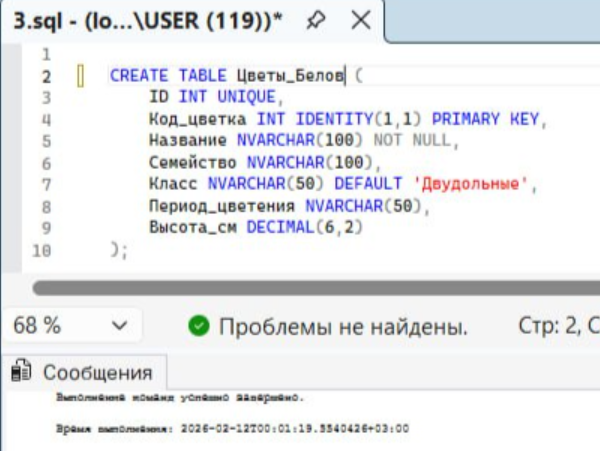 3.sql - (lo...\USER (119))*
1
2 CREATE TABLE Цветы_Белов (
3 ID INT UNIQUE,
4 Код_цветка INT IDENTITY(1,1) PRIMARY KEY,
5 Название NVARCHAR(100) NOT NULL,
6 Семейство NVARCHAR(100),
7 Класс NVARCHAR(50) DEFAULT 'Двудольные',
8 Период_цветения NVARCHAR(50),
9 Высота_см DECIMAL(6,2)
10 );
68 % Проблемы не найдены. Стр: 2, С
Сообщения
Выполнение команд успешно завершено.
Время выполнения: 2026-02-12T00:01:19.5540426+03:00